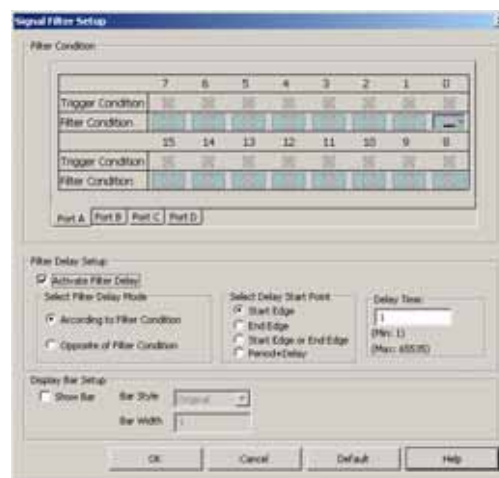 Signal Filter Setup
Filter Condition
7 6 5 4 3 2 1 0
Trigger Condition
Filter Condition
15 14 13 12 11 10 9 8
Trigger Condition
Filter Condition
Port A Port B Port C Port D
Filter Delay Setup
Activate Filter Delay
Select Filter Delay Mode
According to Filter Condition
Opposite of Filter Condition
Select Delay Start Point
Start Edge
End Edge
Start Edge or End Edge
Period+Delay
Delay Time:
1
(Min: 1)
(Max: 65535)
Display Bar Setup
Show Bar
Bar Style Original
Bar Width
OK Cancel Default Help